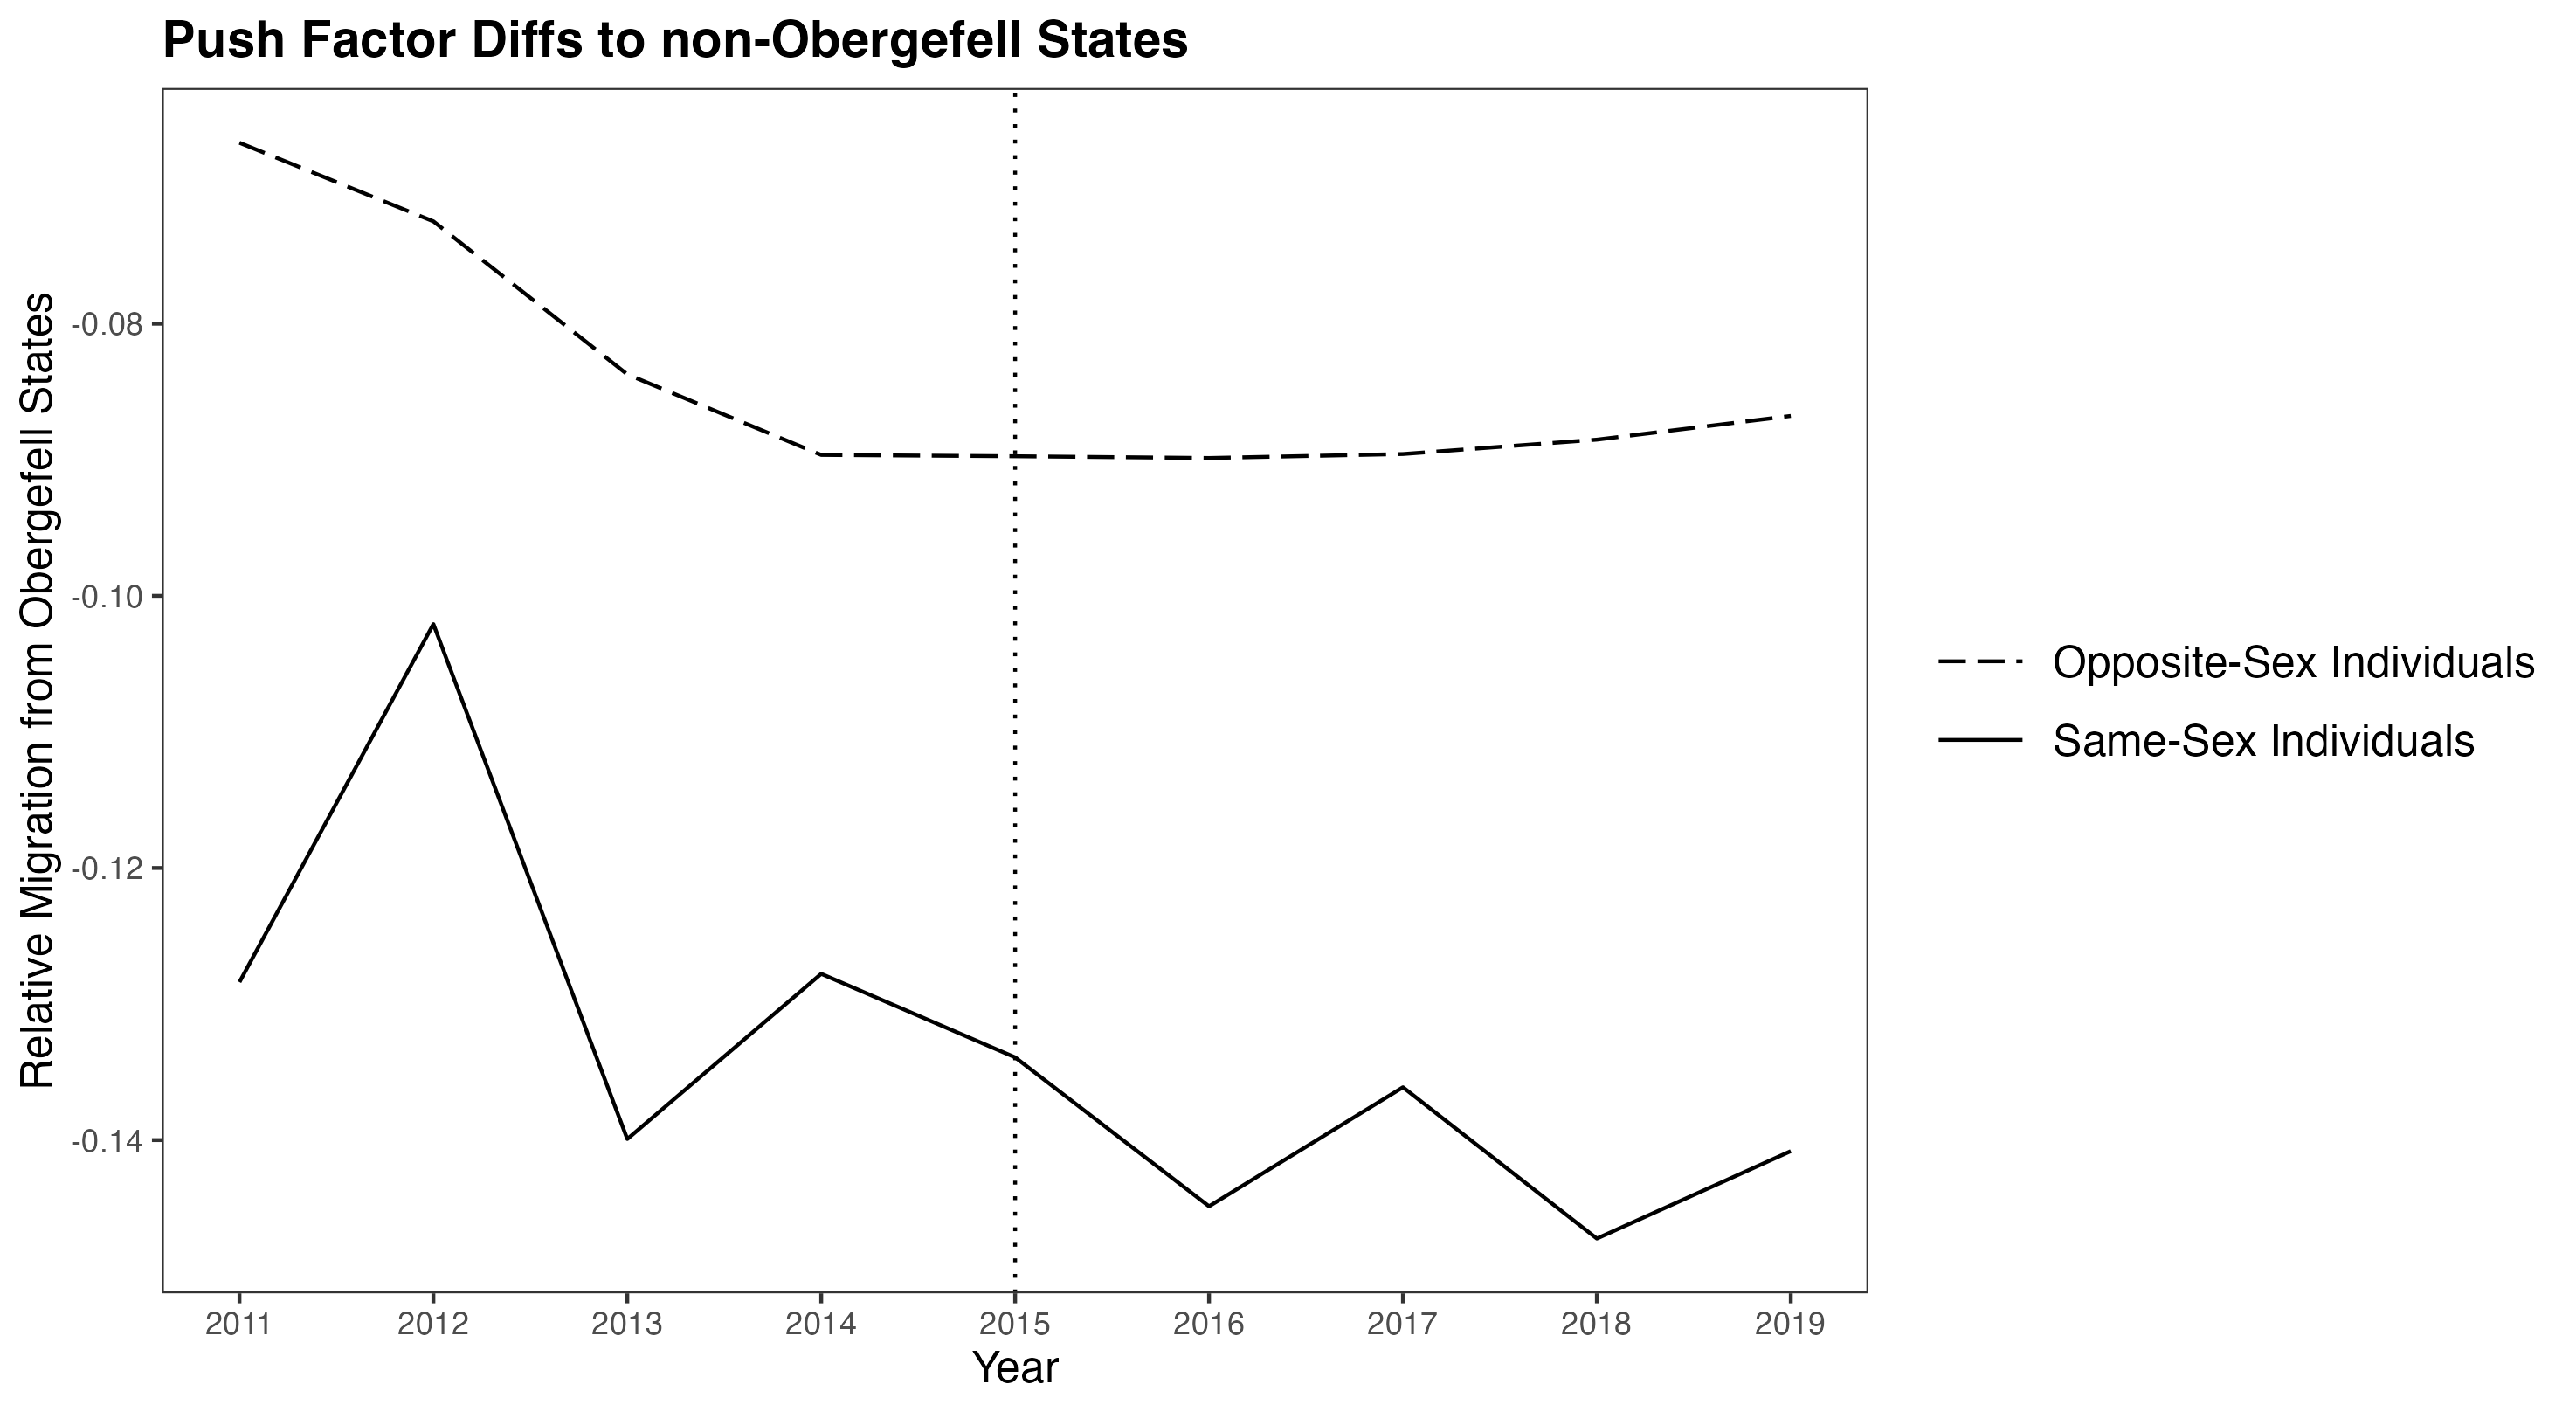 Push Factor Diffs to non-Obergefell States
Relative Migration from Obergefell States
-0.08
-0.10
-0.12
-0.14
2011 2012 2013 2014 2015 2016 2017 2018 2019
Year
Opposite-Sex Individuals
Same-Sex Individuals